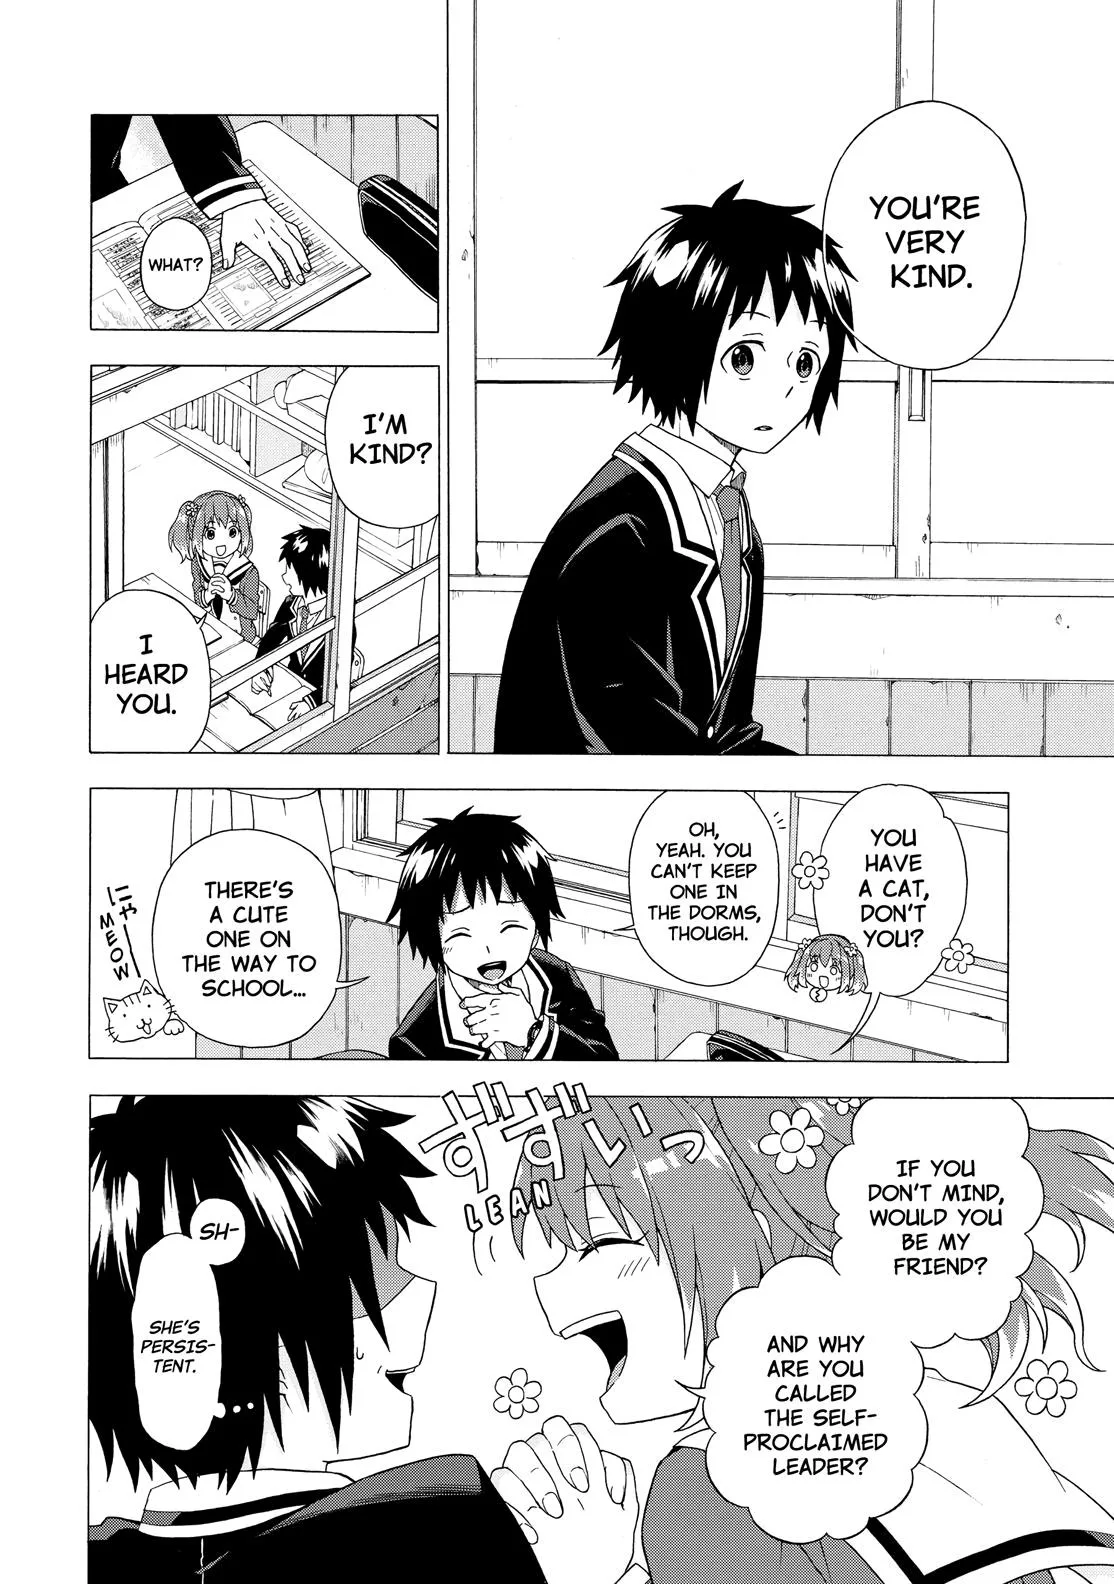 YOU'RE
VERY
KIND.
WHAT?
I'M
KIND?
I
HEARD
YOU.
YOU
HAVE
A CAT,
DON'T
YOU?
OH,
YEAH. YOU
CAN'T KEEP
ONE IN
THE DORMS,
THOUGH.
THERE'S
A CUTE
ONE ON
THE WAY TO
SCHOOL...
にゃー
MEOW
IF YOU
DON'T MIND,
WOULD YOU
BE MY
FRIEND?
AND WHY
ARE YOU
CALLED
THE SELF-
PROCLAIMED
LEADER?
ずずいっ
LEAN
SH-
SHE'S
PERSIS-
TENT.
...